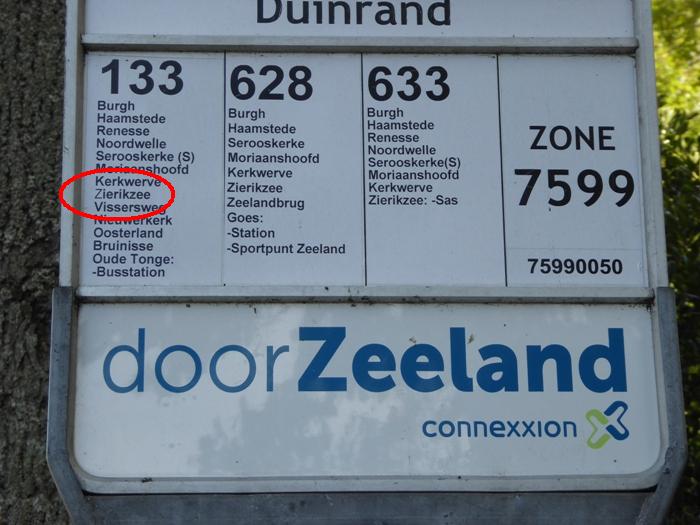 Duinrand
133
Burgh
Haamstede
Renesse
Noordwelle
Serooskerke (S)
Moriaanshoofd
Kerkwerve
Zierikzee
Vissersweg
Nieuwerkerk
Oosterland
Bruinisse
Oude Tonge:
-Busstation
628
Burgh
Haamstede
Serooskerke
Moriaanshoofd
Kerkwerve
Zierikzee
Zeelandbrug
Goes:
-Station
-Sportpunt Zeeland
633
Burgh
Haamstede
Renesse
Noordwelle
Serooskerke(S)
Moriaanshoofd
Kerkwerve
Zierikzee: -Sas
ZONE
7599
75990050
doorZeeland
connexxion